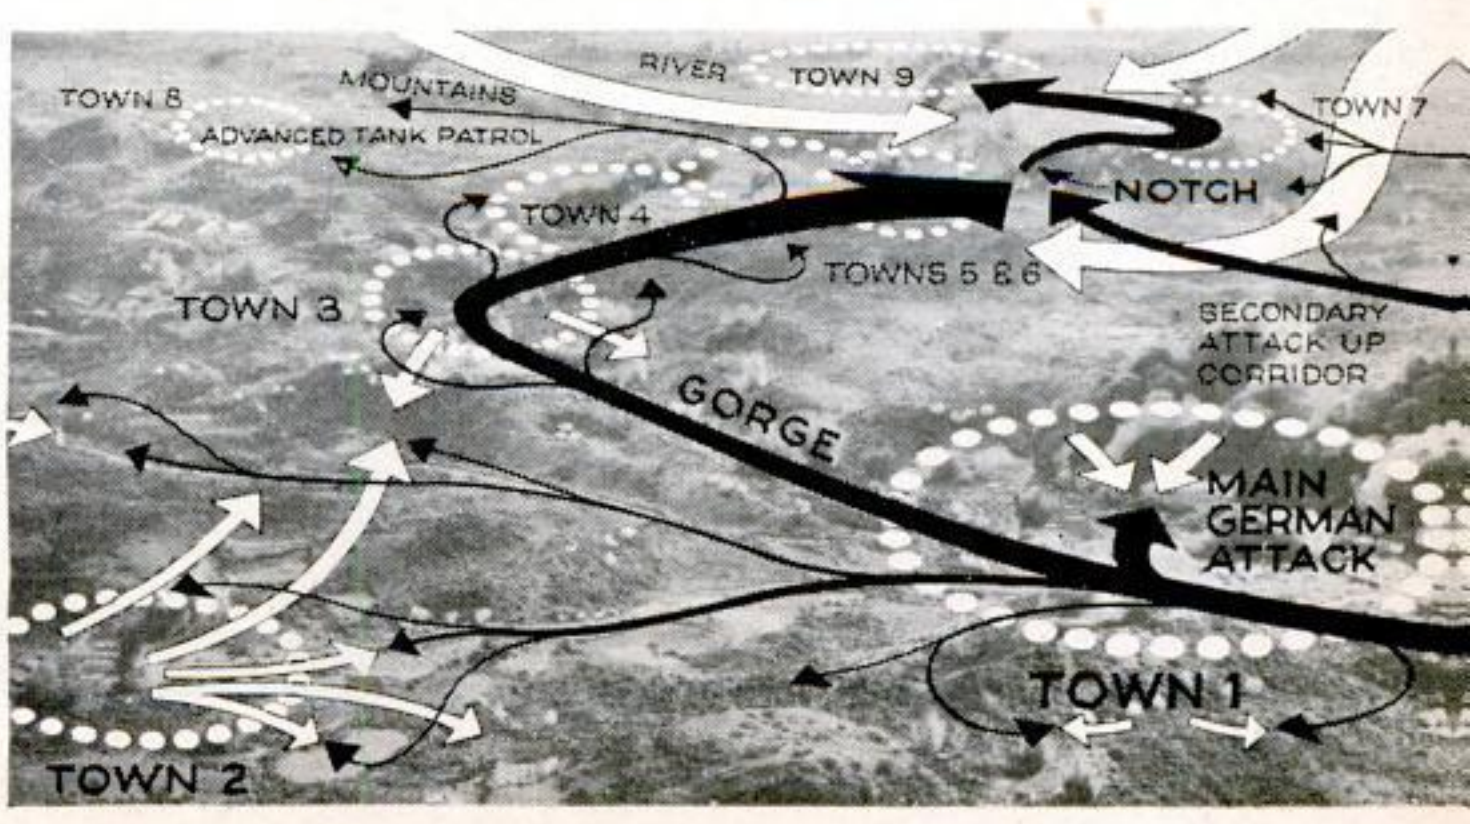 RIVER
TOWN 9
MOUNTAINS
TOWN 8
TOWN 7
ADVANCED TANK PATROL
NOTCH
TOWN 4
TOWNS 5 & 6
TOWN 3
SECONDARY
ATTACK UP
CORRIDOR
GORGE
MAIN
GERMAN
ATTACK
TOWN 1
TOWN 2